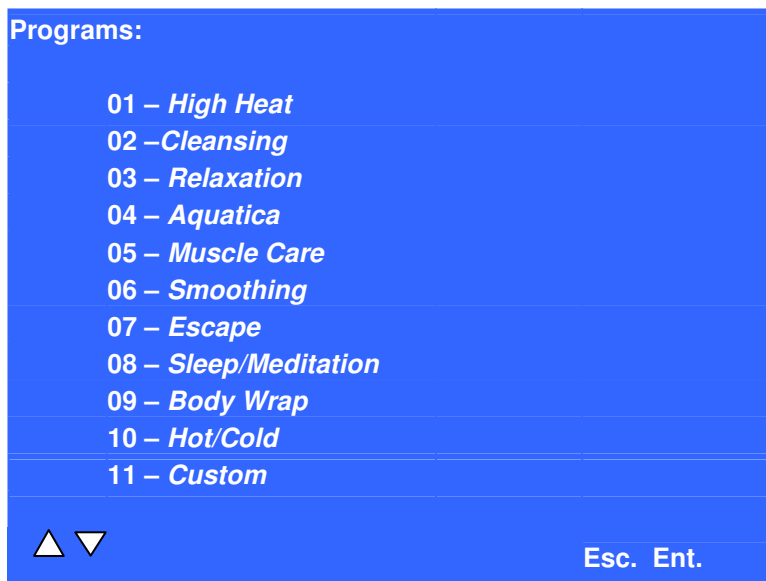 Programs:
01 – High Heat
02 –Cleansing
03 – Relaxation
04 – Aquatica
05 – Muscle Care
06 – Smoothing
07 – Escape
08 – Sleep/Meditation
09 – Body Wrap
10 – Hot/Cold
11 – Custom
Esc. Ent.